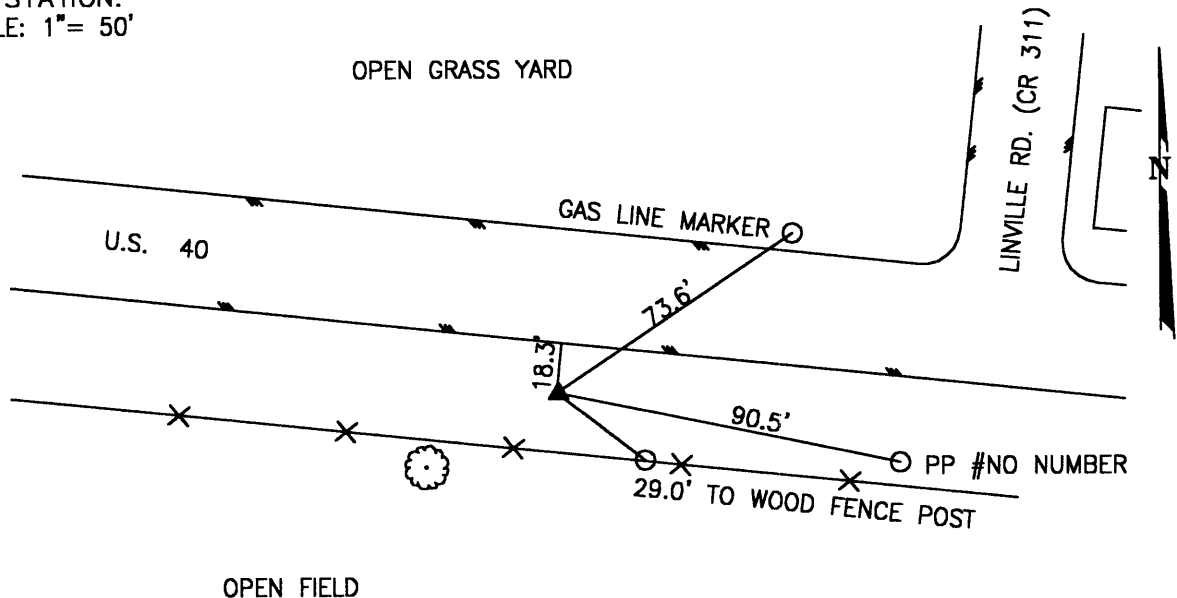 STATION:
LE: 1"= 50'
OPEN GRASS YARD
LINVILLE RD. (CR 311)
N
GAS LINE MARKER
U.S. 40
73.6'
18.3'
90.5'
PP #NO NUMBER
29.0' TO WOOD FENCE POST
OPEN FIELD